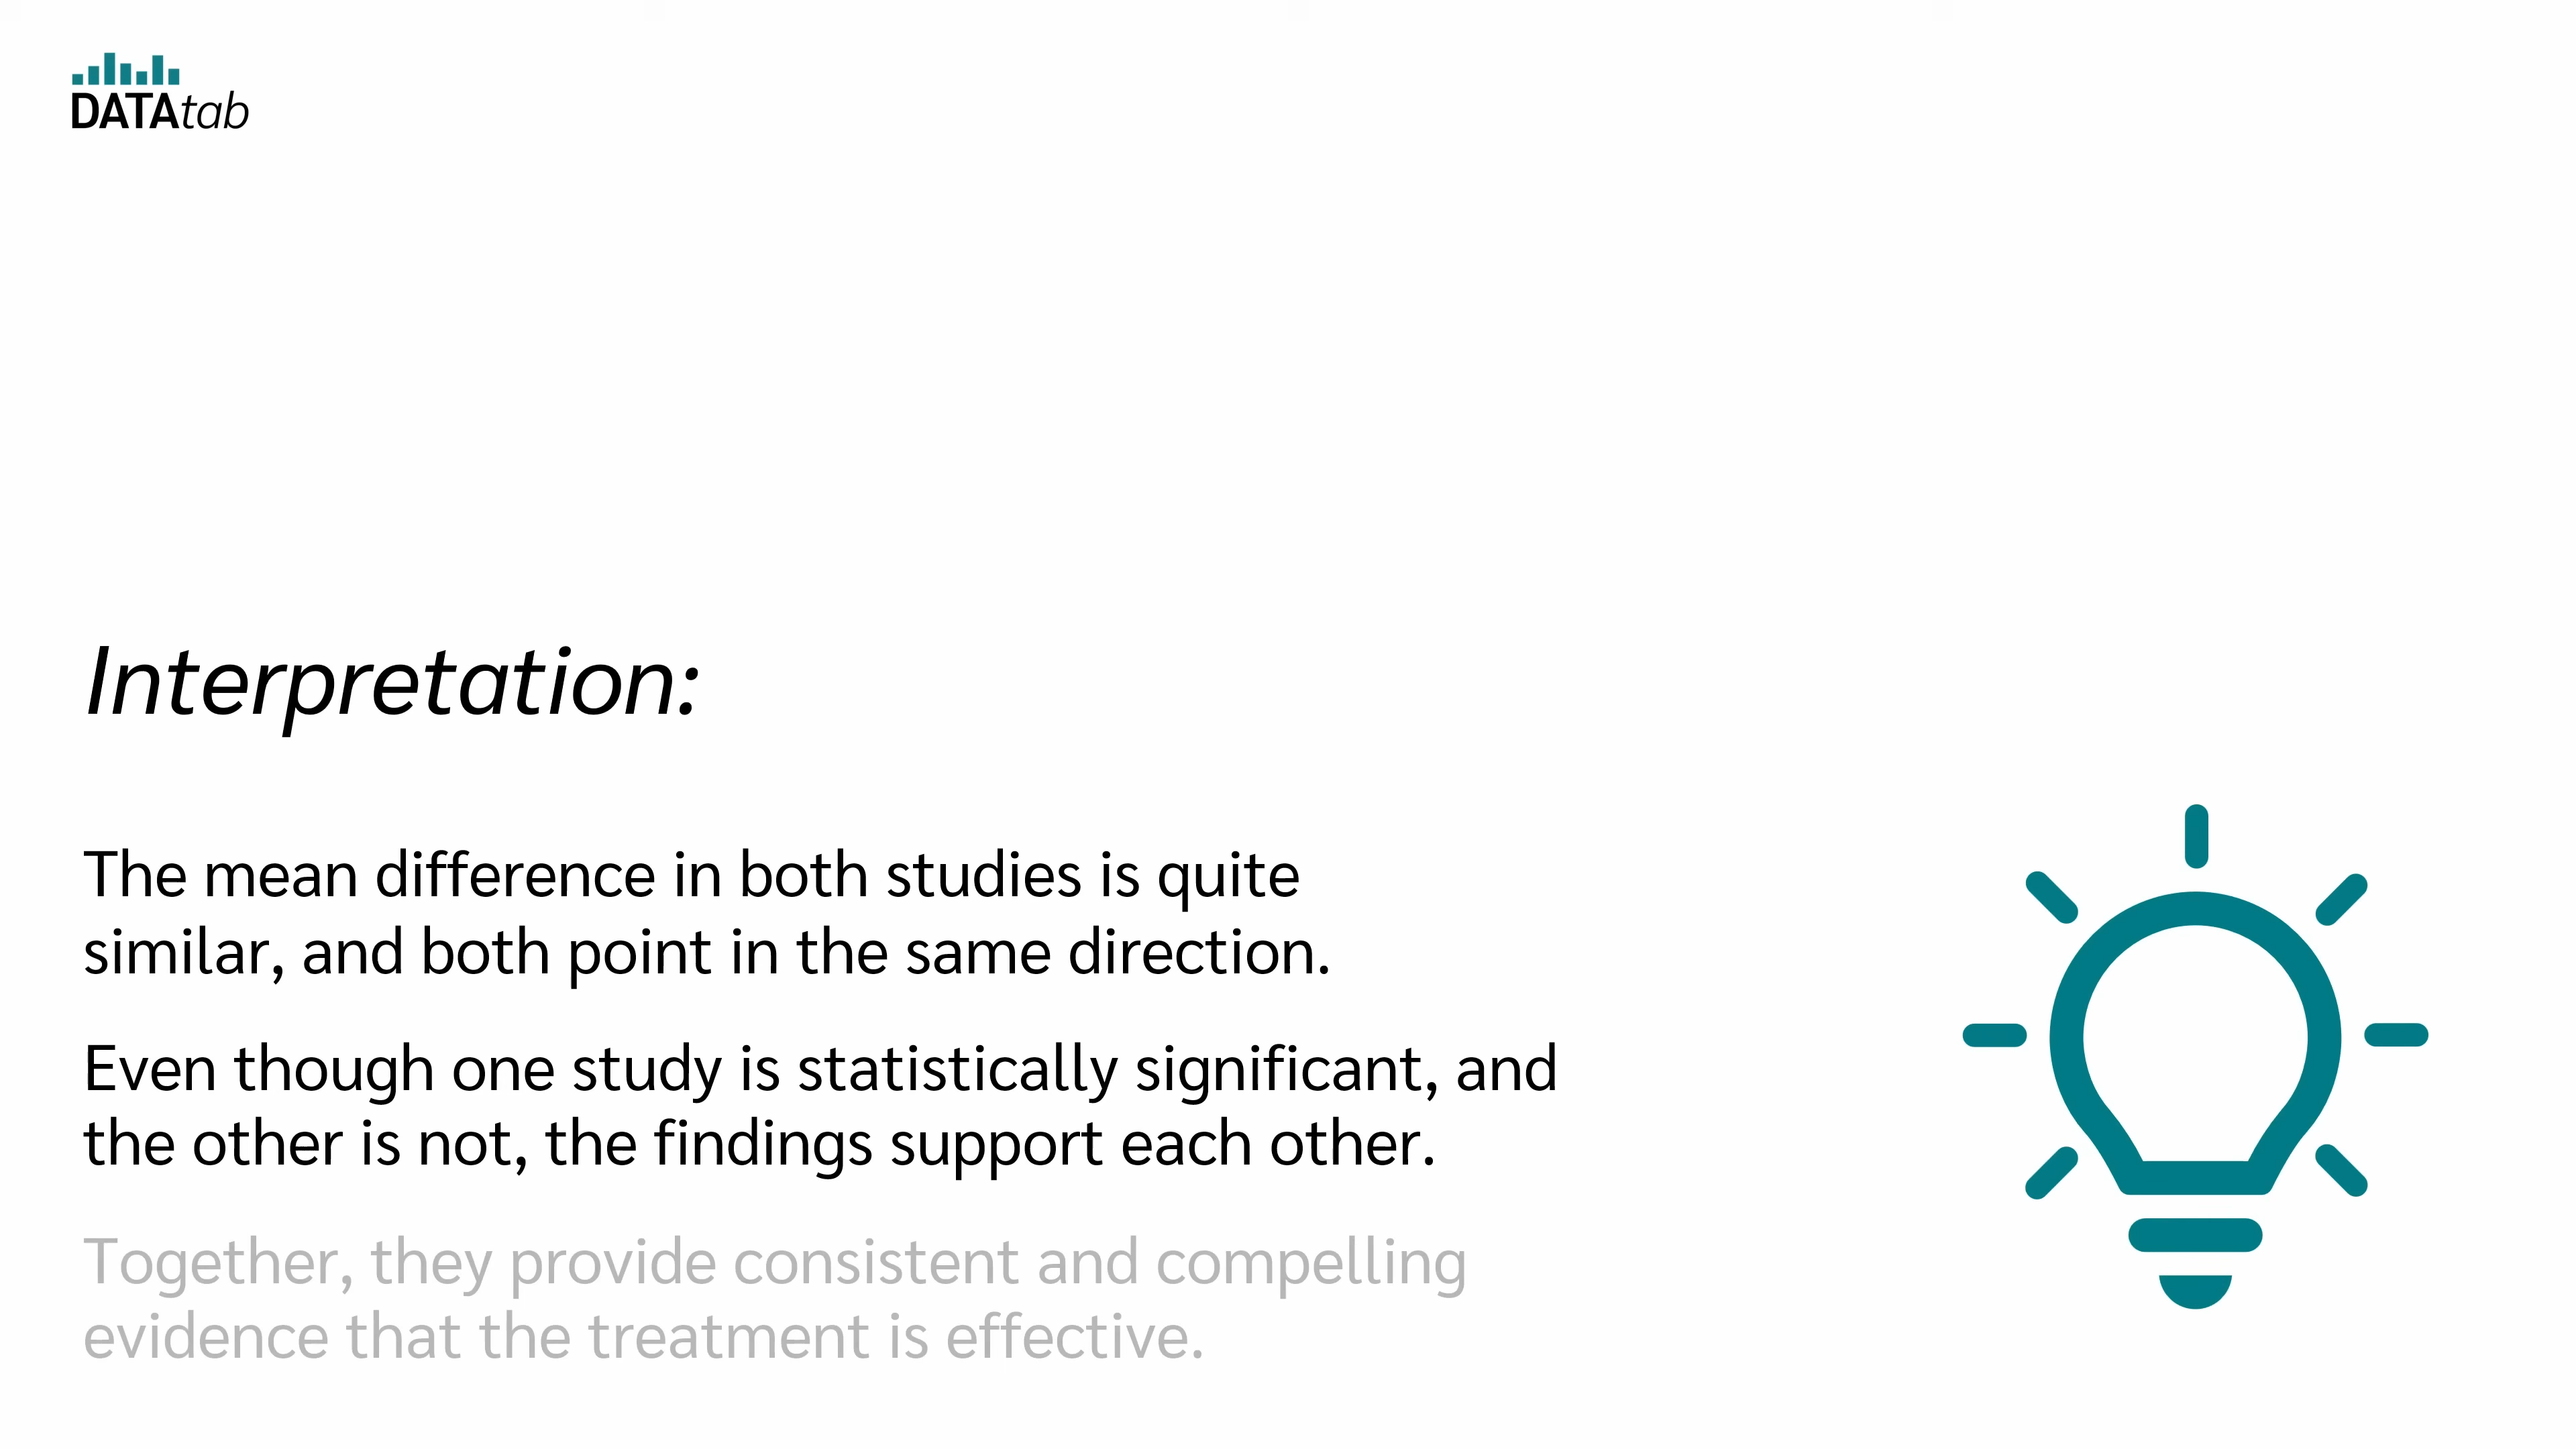 DATAtab
Interpretation:
The mean difference in both studies is quite
similar, and both point in the same direction.
Even though one study is statistically significant, and
the other is not, the findings support each other.
Together, they provide consistent and compelling
evidence that the treatment is effective.